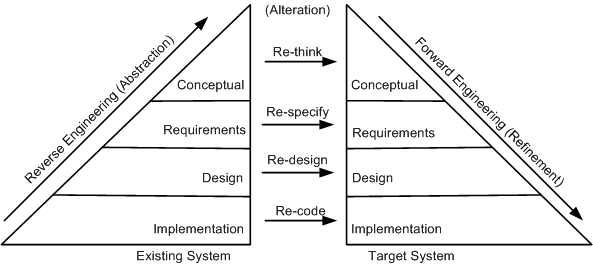 (Alteration)
Reverse Engineering (Abstraction)
Forward Engineering (Refinement)
Re-think
Conceptual
Conceptual
Re-specify
Requirements
Requirements
Re-design
Design
Design
Re-code
Implementation
Implementation
Existing System
Target System